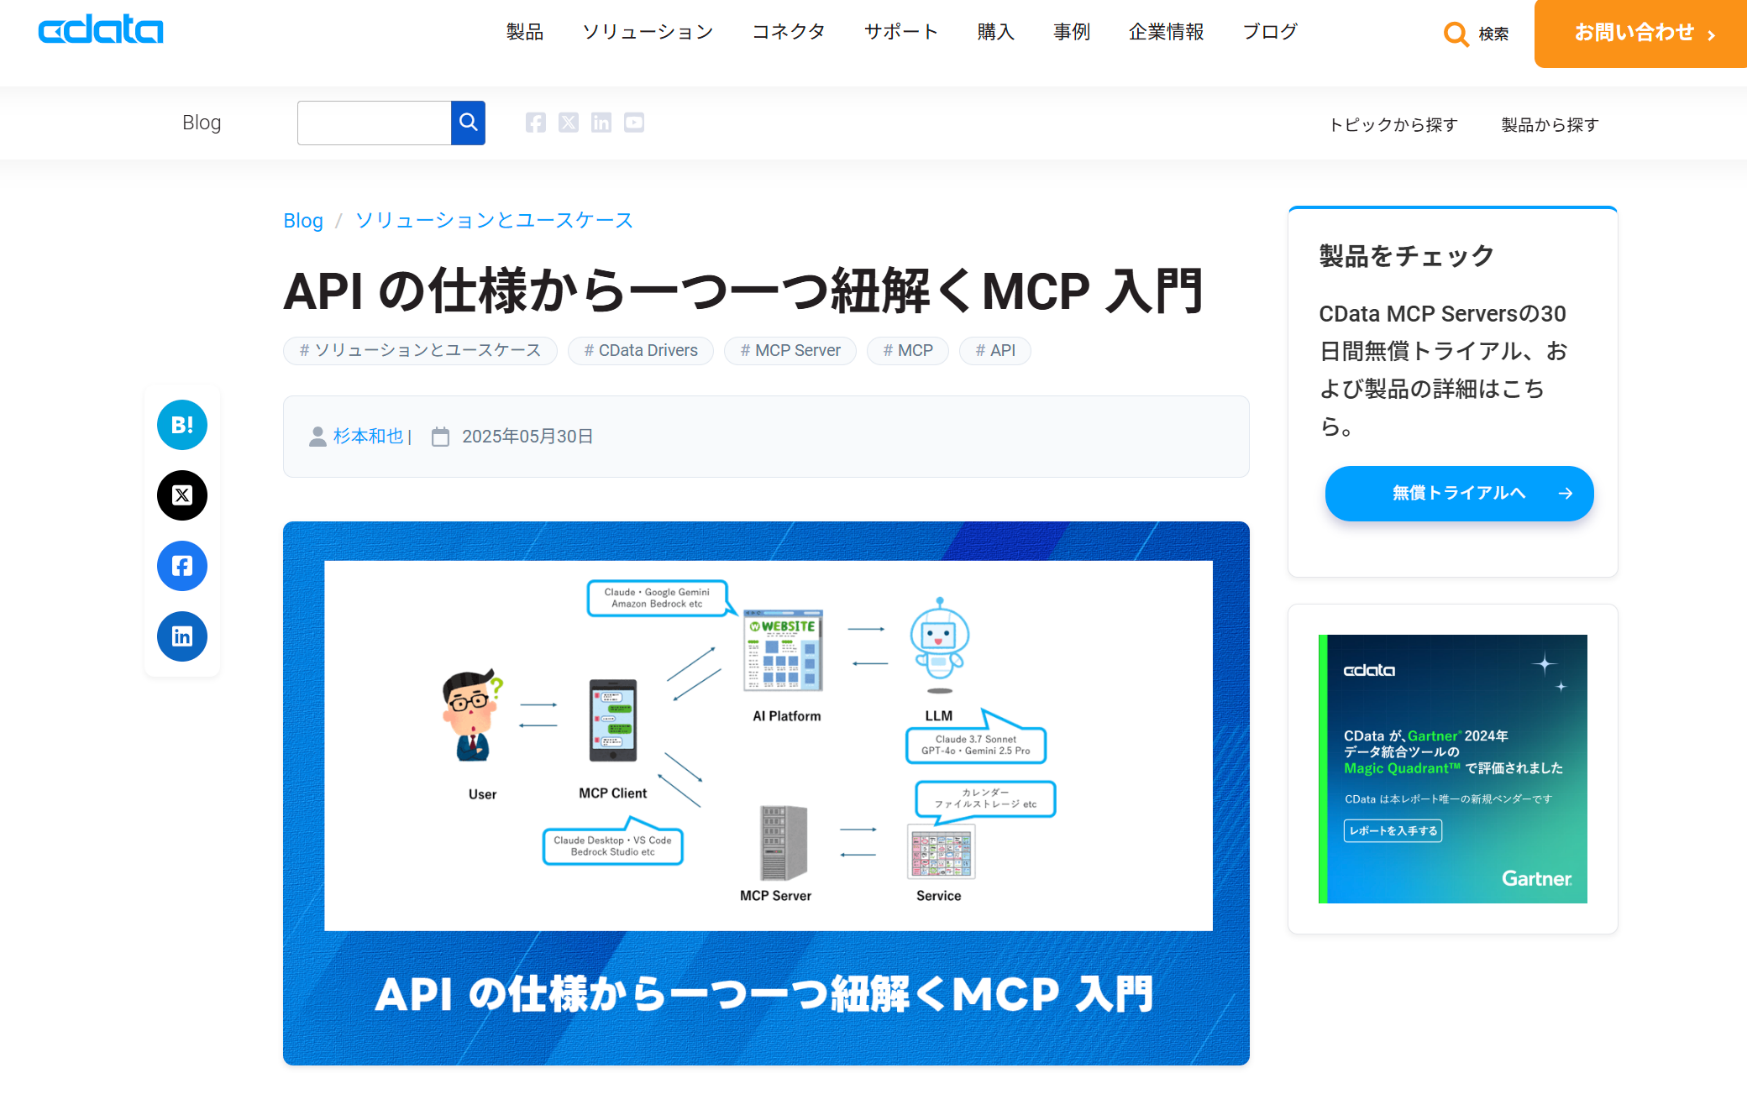 cdata
製品 ソリューション コネクタ サポート 購入 事例 企業情報 ブログ
検索
お問い合わせ ›
Blog
トピックから探す 製品から探す
Blog / ソリューションとユースケース
API の仕様から一つ一つ紐解くMCP 入門
# ソリューションとユースケース # CData Drivers # MCP Server # MCP # API
杉本和也 | 2025年05月30日
B!
Claude・Google Gemini
Amazon Bedrock etc
WEBSITE
AI Platform
LLM
Claude 3.7 Sonnet
GPT-4o・Gemini 2.5 Pro
User
MCP Client
Claude Desktop・VS Code
Bedrock Studio etc
カレンダー
ファイルストレージ etc
MCP Server
Service
API の仕様から一つ一つ紐解くMCP 入門
製品をチェック
CData MCP Serversの30
日間無償トライアル、お
よび製品の詳細はこち
ら。
無償トライアルへ →
cdata
CData が、Gartner® 2024年
データ統合ツールの
Magic Quadrant™ で評価されました
CData は本レポート唯一の新規ベンダーです
レポートを入手する
Gartner